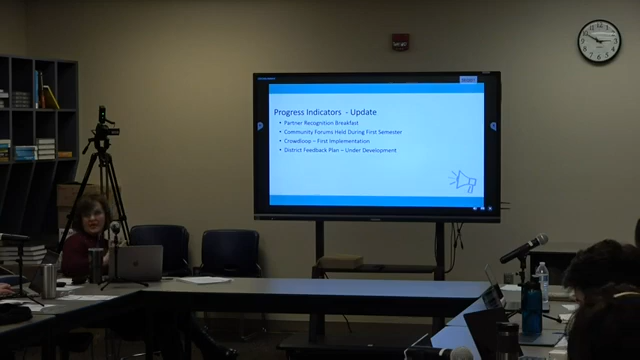 Progress Indicators - Update
• Partner Recognition Breakfast
• Community Forums Held During First Semester
• Crowdloop – First Implementation
• District Feedback Plan – Under Development